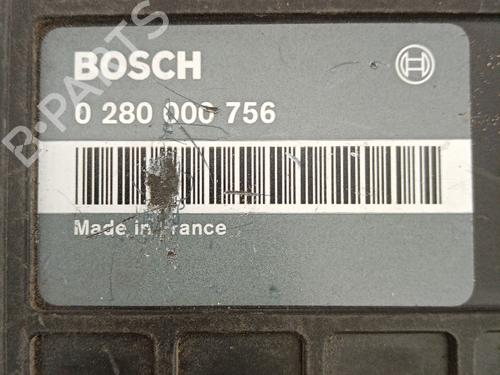 BOSCH
0 280 000 756
Made in France
B-PARTS